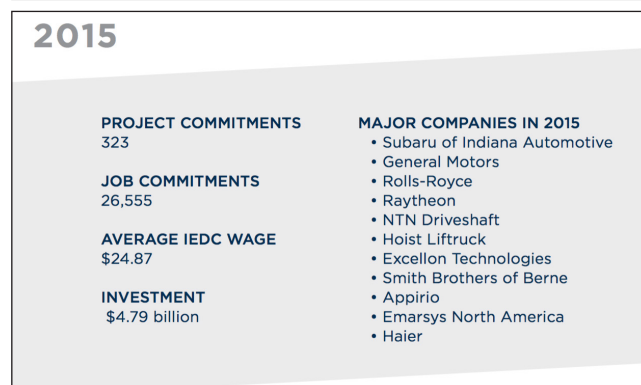 2015
PROJECT COMMITMENTS
323
JOB COMMITMENTS
26,555
AVERAGE IEDC WAGE
$24.87
INVESTMENT
$4.79 billion
MAJOR COMPANIES IN 2015
• Subaru of Indiana Automotive
• General Motors
• Rolls-Royce
• Raytheon
• NTN Driveshaft
• Hoist Liftruck
• Excellon Technologies
• Smith Brothers of Berne
• Appirio
• Emarsys North America
• Haier